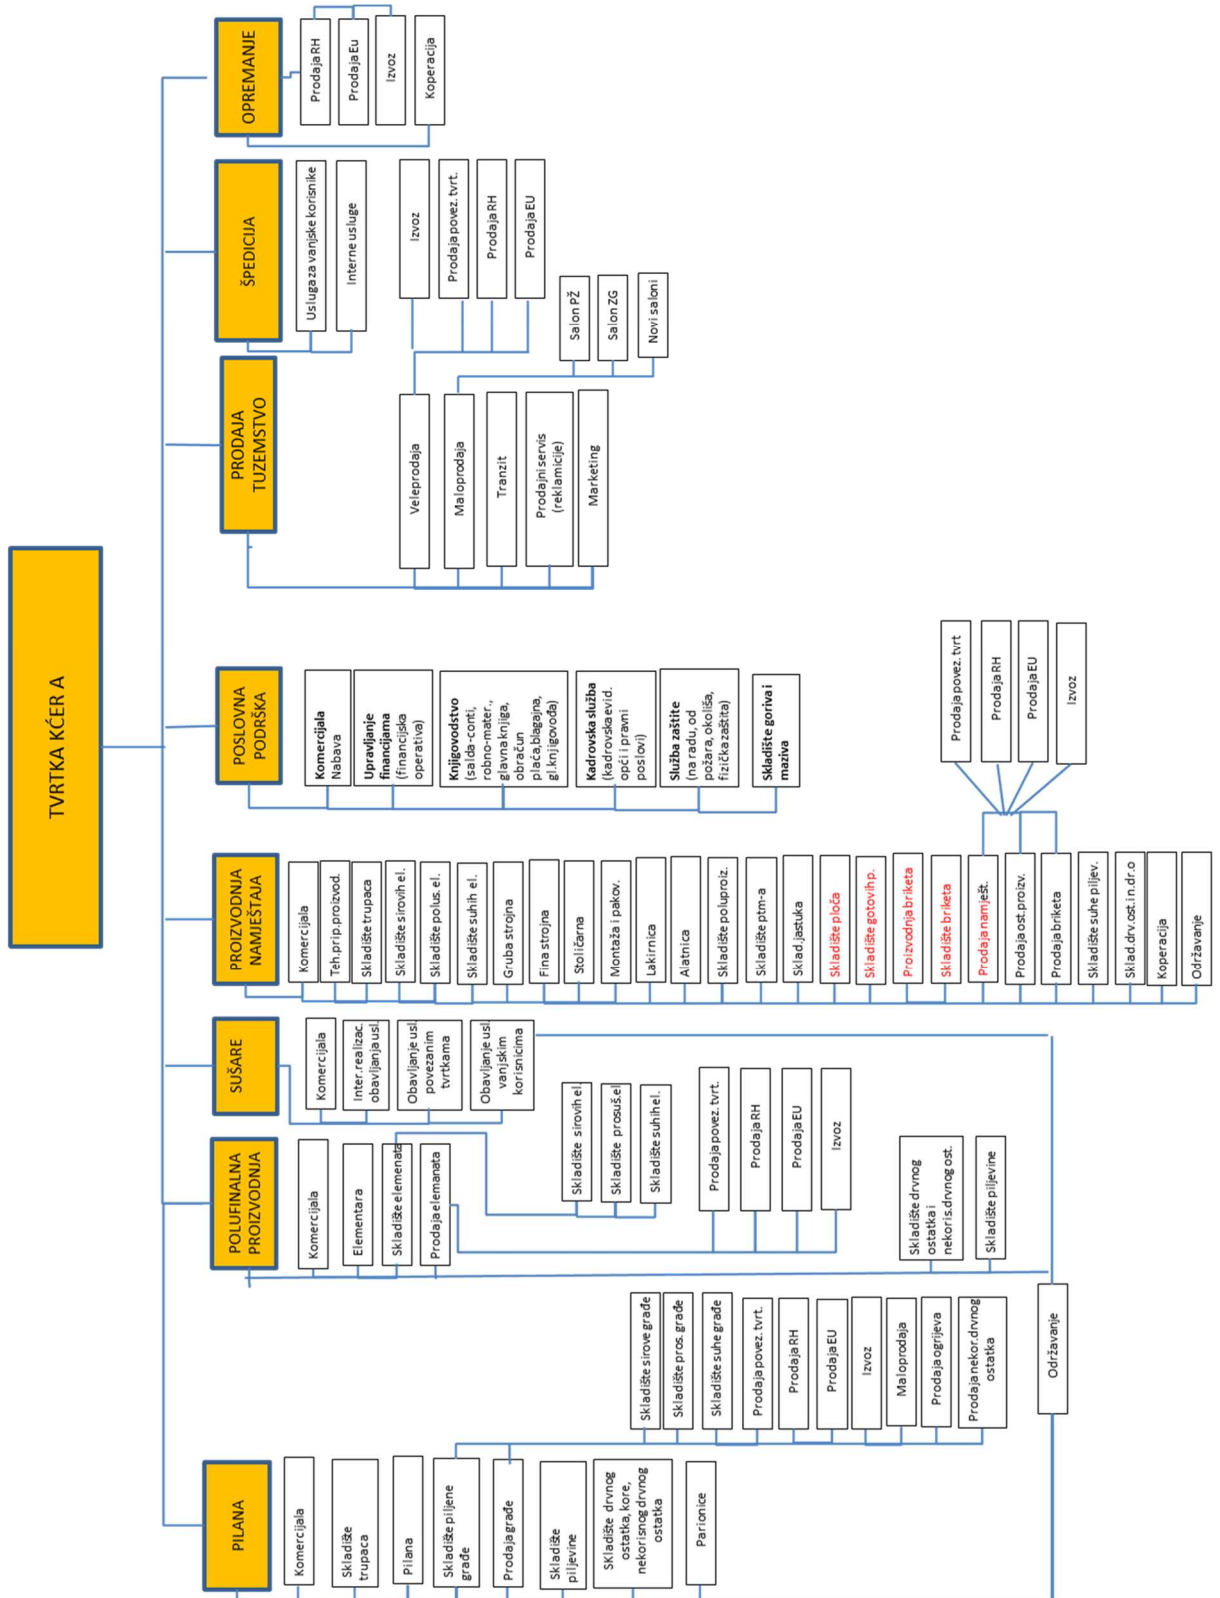 TVRTKA KĆER A
PILANA
Komercijala
Skladište
trupaca
Pilana
Skladište piljene
građe
Prodaja građe
Skladište
piljevine
SKladište drvnog
ostatka, kore,
nekorisnog drvnog
ostatka
Parionice
Skladište sirove građe
Skladište pros. građe
Skladište suhe građe
Prodaja povez. tvrt.
Prodaja RH
Prodaja EU
Izvoz
Maloprodaja
Prodaja ogrijeva
Prodaja nekor.drvnog
ostatka
Održavanje
POLUFINALNA
PROIZVODNJA
Komercijala
Elementara
Skladište elemenata
Prodaja elemanata
Skladište sirovih el.
Skladište prosuš.el
Skladište suhih el.
Prodaja povez. tvrt.
Prodaja RH
Prodaja EU
Izvoz
Skladište drvnog
ostatka i
nekoris.drvnog ost.
Skladište piljevine
SUŠARE
Komercijala
Inter.realizac.
obavljanja usl.
Obavljanje usl.
povezanim
tvrtkama
Obavljanje usl.
vanjskim
korisnicima
PROIZVODNJA
NAMJEŠTAJA
Komercijala
Teh.prip.proizvod.
Skladište trupaca
Skladište sirovih el.
Skladište polus. el.
Skladište suhih el.
Gruba strojna
Fina strojna
Stoličarna
Montaža i pakov.
Lakirnica
Alatnica
Skladište poluproiz.
Skladište ptm-a
Sklad.jastuka
Skladište ploča
Skladište gotovih p.
Proizvodnja briketa
Skladište briketa
Prodaja namješt.
Prodaja ost.proizv.
Prodaja briketa
Skladište suhe piljev.
Sklad.drv.ost. i n.dr.o
Koperacija
Održavanje
Prodaja povez. tvrt
Prodaja RH
Prodaja EU
Izvoz
POSLOVNA
PODRŠKA
Komercijala
Nabava
Upravljanje
financijama
(financijska
operativa)
Knjigovodstvo
(salda-conti,
robno-mater.,
glavna knjiga,
obračun
plaća,blagajna,
gl.knjigovođa)
Kadrovska služba
(kadrovska evid.
opći i pravni
poslovi)
Služba zaštite
(na radu, od
požara, okoliša,
fizička zaštita)
Skladište goriva i
maziva
PRODAJA
TUZEMSTVO
Veleprodaja
Maloprodaja
Tranzit
Prodajni servis
(reklamicije)
Marketing
Izvoz
Prodaja povez. tvrt.
Prodaja RH
Prodaja EU
Salon PŽ
Salon ZG
Novi saloni
ŠPEDICIJA
Usluga za vanjske korisnike
Interne usluge
OPREMANJE
Prodaja RH
Prodaja Eu
Izvoz
Koperacija